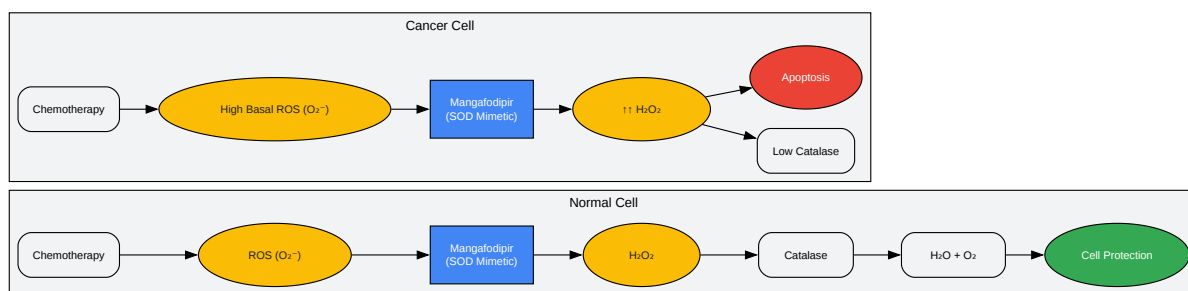 Cancer Cell
Chemotherapy
High Basal ROS (O₂⁻)
Mangafodipir
(SOD Mimetic)
↑↑ H₂O₂
Apoptosis
Low Catalase
Normal Cell
Chemotherapy
ROS (O₂⁻)
Mangafodipir
(SOD Mimetic)
H₂O₂
Catalase
H₂O + O₂
Cell Protection